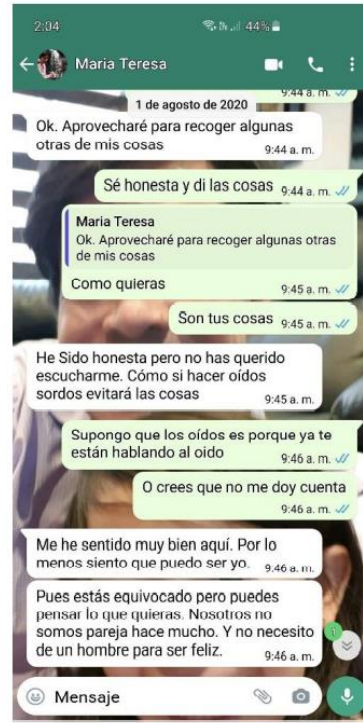 2:04
44%
Maria Teresa
9:44 a. m.
1 de agosto de 2020
Ok. Aprovecharé para recoger algunas
otras de mis cosas
9:44 a. m.
Sé honesta y di las cosas 9:44 a. m.
Maria Teresa
Ok. Aprovecharé para recoger algunas otras
de mis cosas
Como quieras
9:45 a. m.
Son tus cosas 9:45 a. m.
He Sido honesta pero no has querido
escucharme. Cómo si hacer oídos
sordos evitará las cosas
9:45 a. m.
Supongo que los oídos es porque ya te
están hablando al oido
9:46 a. m.
O crees que no me doy cuenta
9:46 a. m.
Me he sentido muy bien aquí. Por lo
menos siento que puedo ser yo. 9:46 a. m.
Pues estás equivocado pero puedes
pensar lo que quieras. Nosotros no
somos pareja hace mucho. Y no necesito
de un hombre para ser feliz. 9:46 a. m.
1
Mensaje